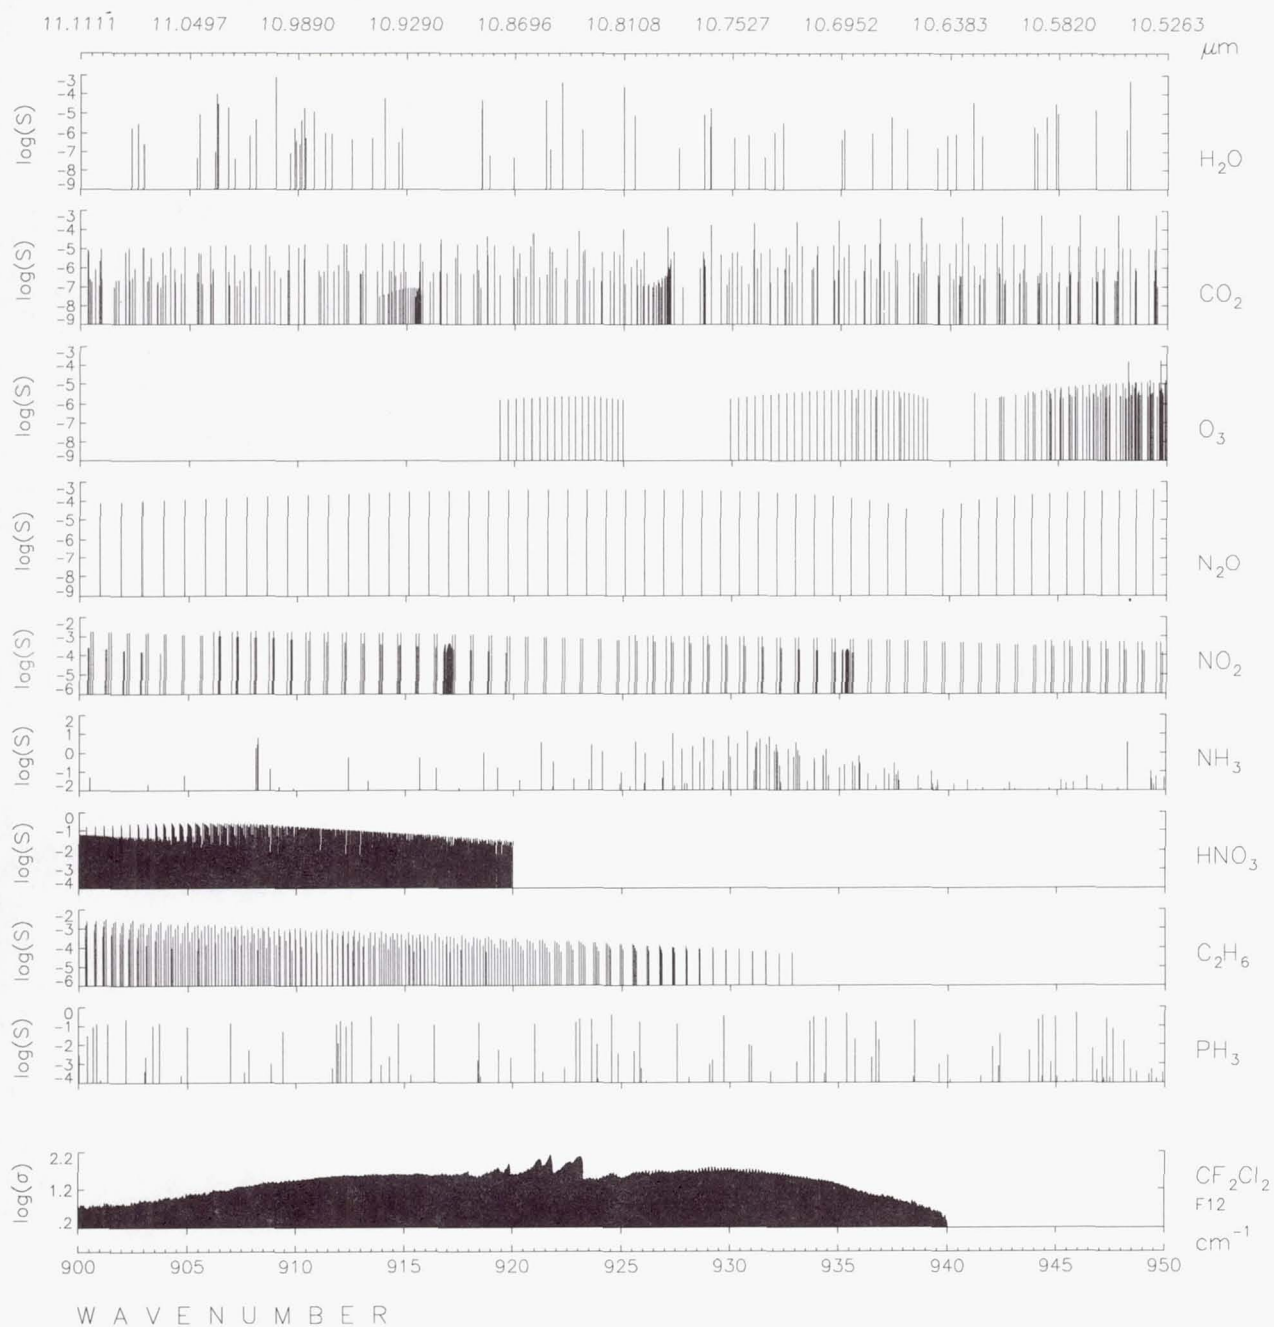 11.1111 11.0497 10.9890 10.9290 10.8696 10.8108 10.7527 10.6952 10.6383 10.5820 10.5263
μm
-3
-4
-5
-6
-7
-8
-9
log(S)
H2O
-3
-4
-5
-6
-7
-8
-9
log(S)
CO2
-3
-4
-5
-6
-7
-8
-9
log(S)
O3
-3
-4
-5
-6
-7
-8
-9
log(S)
N2O
-2
-3
-4
-5
-6
log(S)
NO2
2
1
0
-1
-2
log(S)
NH3
0
-1
-2
-3
-4
log(S)
HNO3
-2
-3
-4
-5
-6
log(S)
C2H6
0
-1
-2
-3
-4
log(S)
PH3
2.2
1.2
.2
log(σ)
CF2Cl2
F12
cm-1
900 905 910 915 920 925 930 935 940 945 950
WAVENUMBER